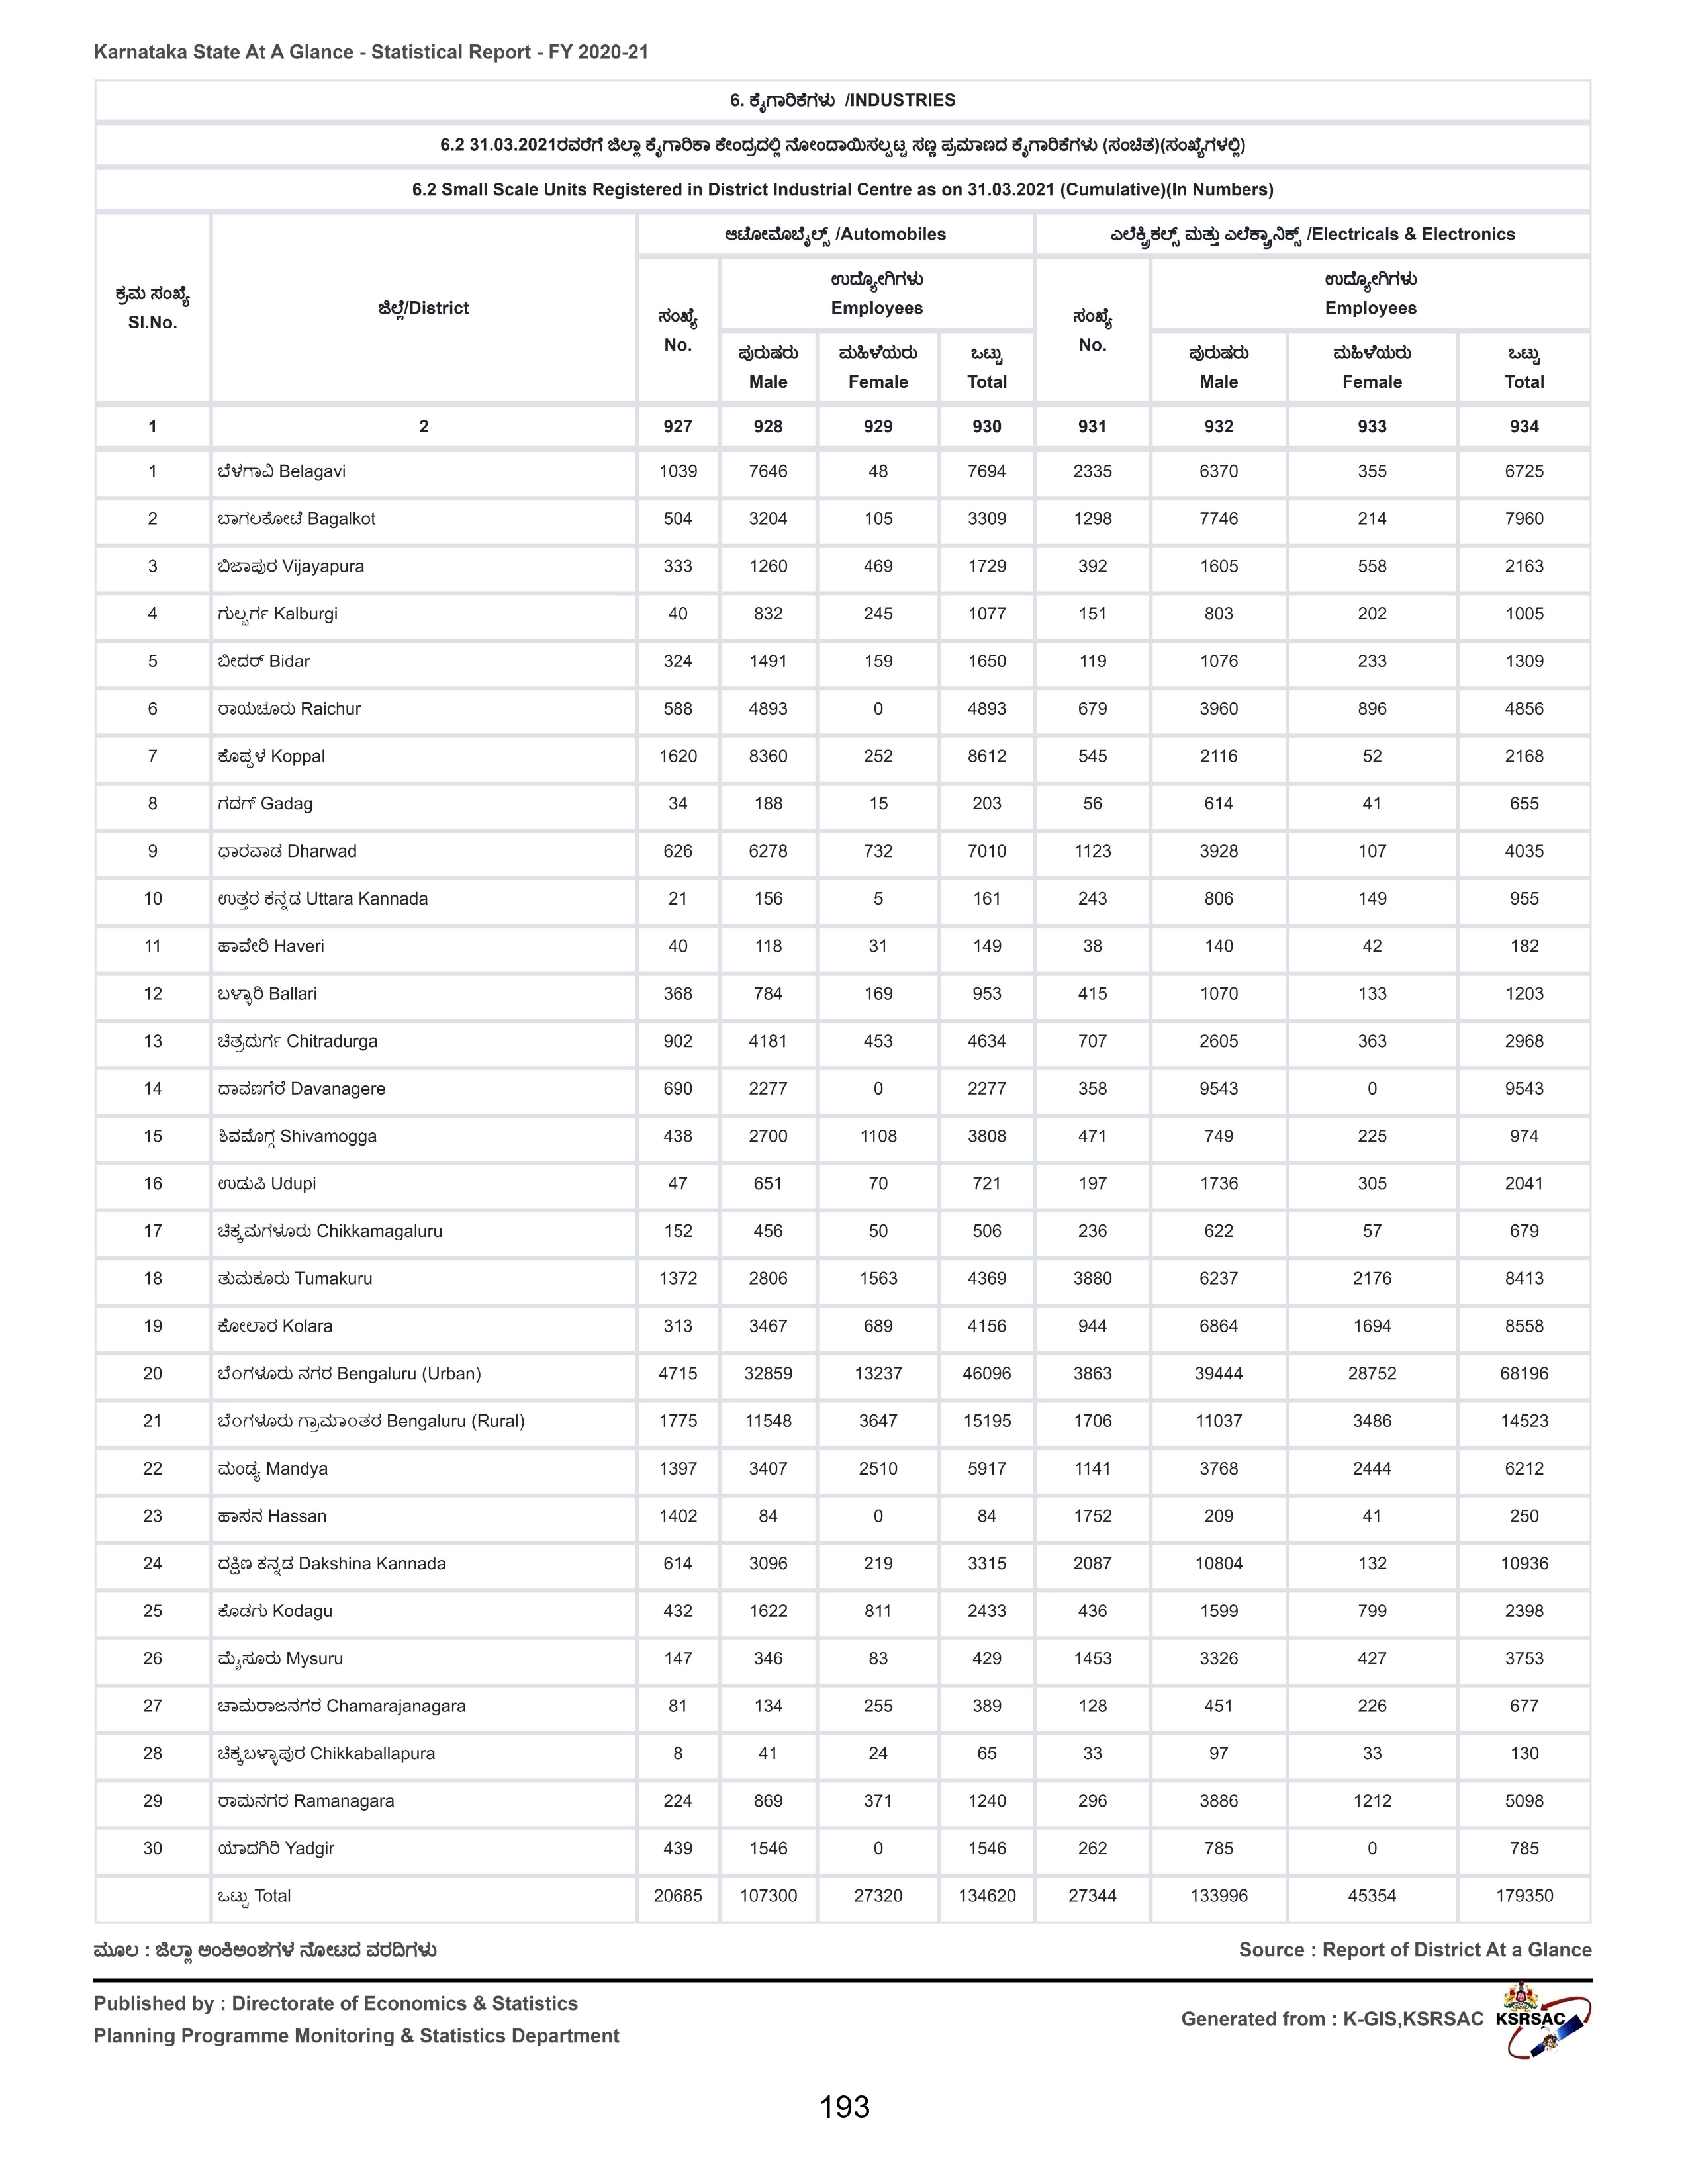 Karnataka State At A Glance - Statistical Report - FY 2020-21
6. ಕೈಗಾರಿಕೆಗಳು /INDUSTRIES
6.2 31.03.2021ರವರೆಗೆ ಜಿಲ್ಲಾ ಕೈಗಾರಿಕಾ ಕೇಂದ್ರದಲ್ಲಿ ನೋಂದಾಯಿಸಲ್ಪಟ್ಟ ಸಣ್ಣ ಪ್ರಮಾಣದ ಕೈಗಾರಿಕೆಗಳು (ಸಂಚಿತ)(ಸಂಖ್ಯೆಗಳಲ್ಲಿ)
6.2 Small Scale Units Registered in District Industrial Centre as on 31.03.2021 (Cumulative)(In Numbers)
ಕ್ರಮ ಸಂಖ್ಯೆ
Sl.No.
ಜಿಲ್ಲೆ/District
ಆಟೋಮೊಬೈಲ್ಸ್ /Automobiles
ಎಲೆಕ್ಟ್ರಿಕಲ್ಸ್ ಮತ್ತು ಎಲೆಕ್ಟ್ರಾನಿಕ್ಸ್ /Electricals & Electronics
ಸಂಖ್ಯೆ
No.
ಉದ್ಯೋಗಿಗಳು
Employees
ಸಂಖ್ಯೆ
No.
ಉದ್ಯೋಗಿಗಳು
Employees
ಪುರುಷರು
Male
ಮಹಿಳೆಯರು
Female
ಒಟ್ಟು
Total
ಪುರುಷರು
Male
ಮಹಿಳೆಯರು
Female
ಒಟ್ಟು
Total
1 2 927 928 929 930 931 932 933 934
1 ಬೆಳಗಾವಿ Belagavi 1039 7646 48 7694 2335 6370 355 6725
2 ಬಾಗಲಕೋಟೆ Bagalkot 504 3204 105 3309 1298 7746 214 7960
3 ಬಿಜಾಪುರ Vijayapura 333 1260 469 1729 392 1605 558 2163
4 ಗುಲ್ಬರ್ಗ Kalburgi 40 832 245 1077 151 803 202 1005
5 ಬೀದರ್ Bidar 324 1491 159 1650 119 1076 233 1309
6 ರಾಯಚೂರು Raichur 588 4893 0 4893 679 3960 896 4856
7 ಕೊಪ್ಪಳ Koppal 1620 8360 252 8612 545 2116 52 2168
8 ಗದಗ್ Gadag 34 188 15 203 56 614 41 655
9 ಧಾರವಾಡ Dharwad 626 6278 732 7010 1123 3928 107 4035
10 ಉತ್ತರ ಕನ್ನಡ Uttara Kannada 21 156 5 161 243 806 149 955
11 ಹಾವೇರಿ Haveri 40 118 31 149 38 140 42 182
12 ಬಳ್ಳಾರಿ Ballari 368 784 169 953 415 1070 133 1203
13 ಚಿತ್ರದುರ್ಗ Chitradurga 902 4181 453 4634 707 2605 363 2968
14 ದಾವಣಗೆರೆ Davanagere 690 2277 0 2277 358 9543 0 9543
15 ಶಿವಮೊಗ್ಗ Shivamogga 438 2700 1108 3808 471 749 225 974
16 ಉಡುಪಿ Udupi 47 651 70 721 197 1736 305 2041
17 ಚಿಕ್ಕಮಗಳೂರು Chikkamagaluru 152 456 50 506 236 622 57 679
18 ತುಮಕೂರು Tumakuru 1372 2806 1563 4369 3880 6237 2176 8413
19 ಕೋಲಾರ Kolara 313 3467 689 4156 944 6864 1694 8558
20 ಬೆಂಗಳೂರು ನಗರ Bengaluru (Urban) 4715 32859 13237 46096 3863 39444 28752 68196
21 ಬೆಂಗಳೂರು ಗ್ರಾಮಾಂತರ Bengaluru (Rural) 1775 11548 3647 15195 1706 11037 3486 14523
22 ಮಂಡ್ಯ Mandya 1397 3407 2510 5917 1141 3768 2444 6212
23 ಹಾಸನ Hassan 1402 84 0 84 1752 209 41 250
24 ದಕ್ಷಿಣ ಕನ್ನಡ Dakshina Kannada 614 3096 219 3315 2087 10804 132 10936
25 ಕೊಡಗು Kodagu 432 1622 811 2433 436 1599 799 2398
26 ಮೈಸೂರು Mysuru 147 346 83 429 1453 3326 427 3753
27 ಚಾಮರಾಜನಗರ Chamarajanagara 81 134 255 389 128 451 226 677
28 ಚಿಕ್ಕಬಳ್ಳಾಪುರ Chikkaballapura 8 41 24 65 33 97 33 130
29 ರಾಮನಗರ Ramanagara 224 869 371 1240 296 3886 1212 5098
30 ಯಾದಗಿರಿ Yadgir 439 1546 0 1546 262 785 0 785
ಒಟ್ಟು Total 20685 107300 27320 134620 27344 133996 45354 179350
ಮೂಲ : ಜಿಲ್ಲಾ ಅಂಕಿಅಂಶಗಳ ನೋಟದ ವರದಿಗಳು Source : Report of District At a Glance
Published by : Directorate of Economics & Statistics
Planning Programme Monitoring & Statistics Department
Generated from : K-GIS,KSRSAC KSRSAC
193